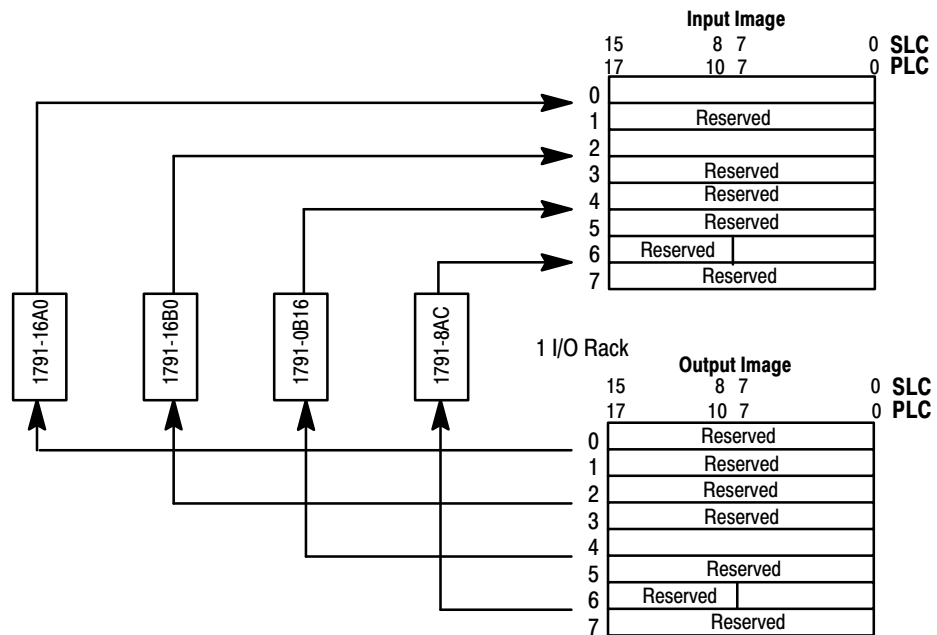 Input Image
15 8 7 0 SLC
17 10 7 0 PLC
0
1 Reserved
2
3 Reserved
4 Reserved
5 Reserved
6 Reserved
7 Reserved
1791-16A0
1791-16B0
1791-0B16
1791-8AC
1 I/O Rack
Output Image
15 8 7 0 SLC
17 10 7 0 PLC
0 Reserved
1 Reserved
2 Reserved
3 Reserved
4
5 Reserved
6 Reserved
7 Reserved